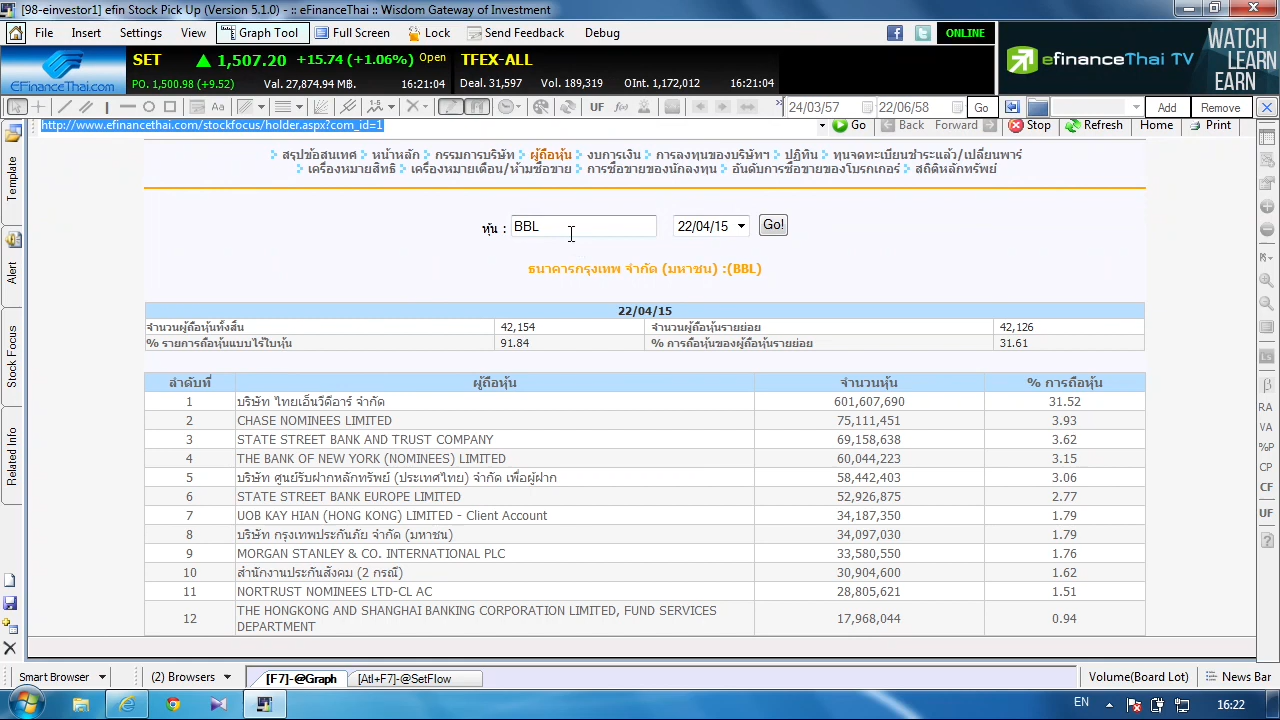 [98-einvestor1] efin Stock Pick Up (Version 5.1.0) - :: eFinanceThai :: Wisdom Gateway of Investment
File Insert Settings View Graph Tool Full Screen Lock Send Feedback Debug ONLINE
SET 1,507.20 +15.74 (+1.06%) Open TFEX-ALL
PO. 1,500.98 (+9.52) Val. 27,874.94 MB. 16:21:04 Deal. 31,597 Vol. 189,319 OInt. 1,172,012 16:21:04
EFinanceThai.com
efinanceThai TV
WATCH
LEARN
EARN
Aa UF 24/03/57 22/06/58 Go Add Remove
http://www.efinancethai.com/stockfocus/holder.aspx?com_id=1 Go Back Forward Stop Refresh Home Print
สรุปข้อสนเทศ หน้าหลัก กรรมการบริษัท ผู้ถือหุ้น งบการเงิน การลงทุนของบริษัทฯ ปฏิทิน ทุนจดทะเบียนชำระแล้ว/เปลี่ยนพาร์
เครื่องหมายสิทธิ เครื่องหมายเตือน/ห้ามซื้อขาย การซื้อขายของนักลงทุน อันดับการซื้อขายของโบรกเกอร์ สถิติหลักทรัพย์
หุ้น : BBL 22/04/15 Go!
ธนาคารกรุงเทพ จำกัด (มหาชน) :(BBL)
22/04/15
จำนวนผู้ถือหุ้นทั้งสิ้น 42,154 จำนวนผู้ถือหุ้นรายย่อย 42,126
% รายการถือหุ้นแบบไร้ใบหุ้น 91.84 % การถือหุ้นของผู้ถือหุ้นรายย่อย 31.61
ลำดับที่ ผู้ถือหุ้น จำนวนหุ้น % การถือหุ้น
1 บริษัท ไทยเอ็นวีดีอาร์ จำกัด 601,607,690 31.52
2 CHASE NOMINEES LIMITED 75,111,451 3.93
3 STATE STREET BANK AND TRUST COMPANY 69,158,638 3.62
4 THE BANK OF NEW YORK (NOMINEES) LIMITED 60,044,223 3.15
5 บริษัท ศูนย์รับฝากหลักทรัพย์ (ประเทศไทย) จำกัด เพื่อผู้ฝาก 58,442,403 3.06
6 STATE STREET BANK EUROPE LIMITED 52,926,875 2.77
7 UOB KAY HIAN (HONG KONG) LIMITED - Client Account 34,187,350 1.79
8 บริษัท กรุงเทพประกันภัย จำกัด (มหาชน) 34,097,030 1.79
9 MORGAN STANLEY & CO. INTERNATIONAL PLC 33,580,550 1.76
10 สำนักงานประกันสังคม (2 กรณี) 30,904,600 1.62
11 NORTRUST NOMINEES LTD-CL AC 28,805,621 1.51
12 THE HONGKONG AND SHANGHAI BANKING CORPORATION LIMITED, FUND SERVICES DEPARTMENT 17,968,044 0.94
Template
Alert
Stock Focus
Related Info
Ls
β
RA
VA
%P
CP
CF
UF
Smart Browser (2) Browsers [F7]-@Graph [Atl+F7]-@SetFlow Volume(Board Lot) News Bar
EN 16:22